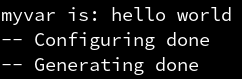 myvar is: hello world
-- Configuring done
-- Generating done